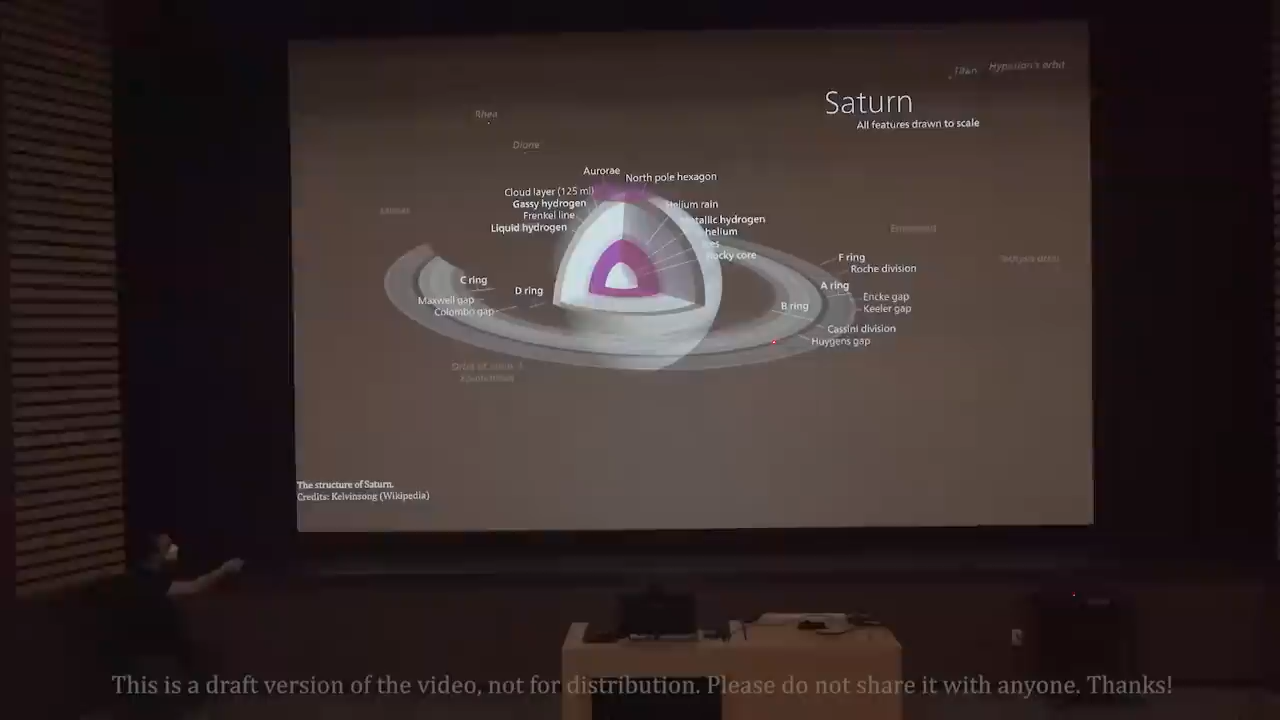 Titan Hyperion's orbit
Saturn
All features drawn to scale
Rhea
Dione
Aurorae
North pole hexagon
Cloud layer (125 mi)
Gassy hydrogen
Helium rain
Frenkel line
Metallic hydrogen
Liquid hydrogen
helium
Rocky core
F ring
Roche division
C ring
D ring
A ring
Maxwell gap
B ring
Encke gap
Colombo gap
Keeler gap
Cassini division
Huygens gap
The structure of Saturn.
Credits: Kelvinsong (Wikipedia)
This is a draft version of the video, not for distribution. Please do not share it with anyone. Thanks!